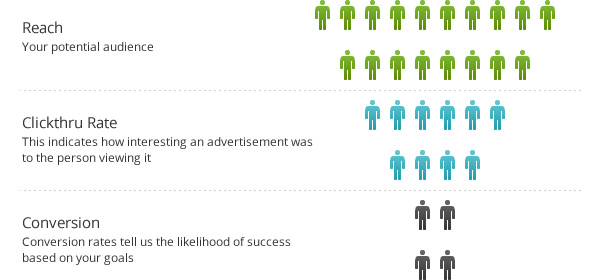 Reach
Your potential audience
Clickthru Rate
This indicates how interesting an advertisement was
to the person viewing it
Conversion
Conversion rates tell us the likelihood of success
based on your goals